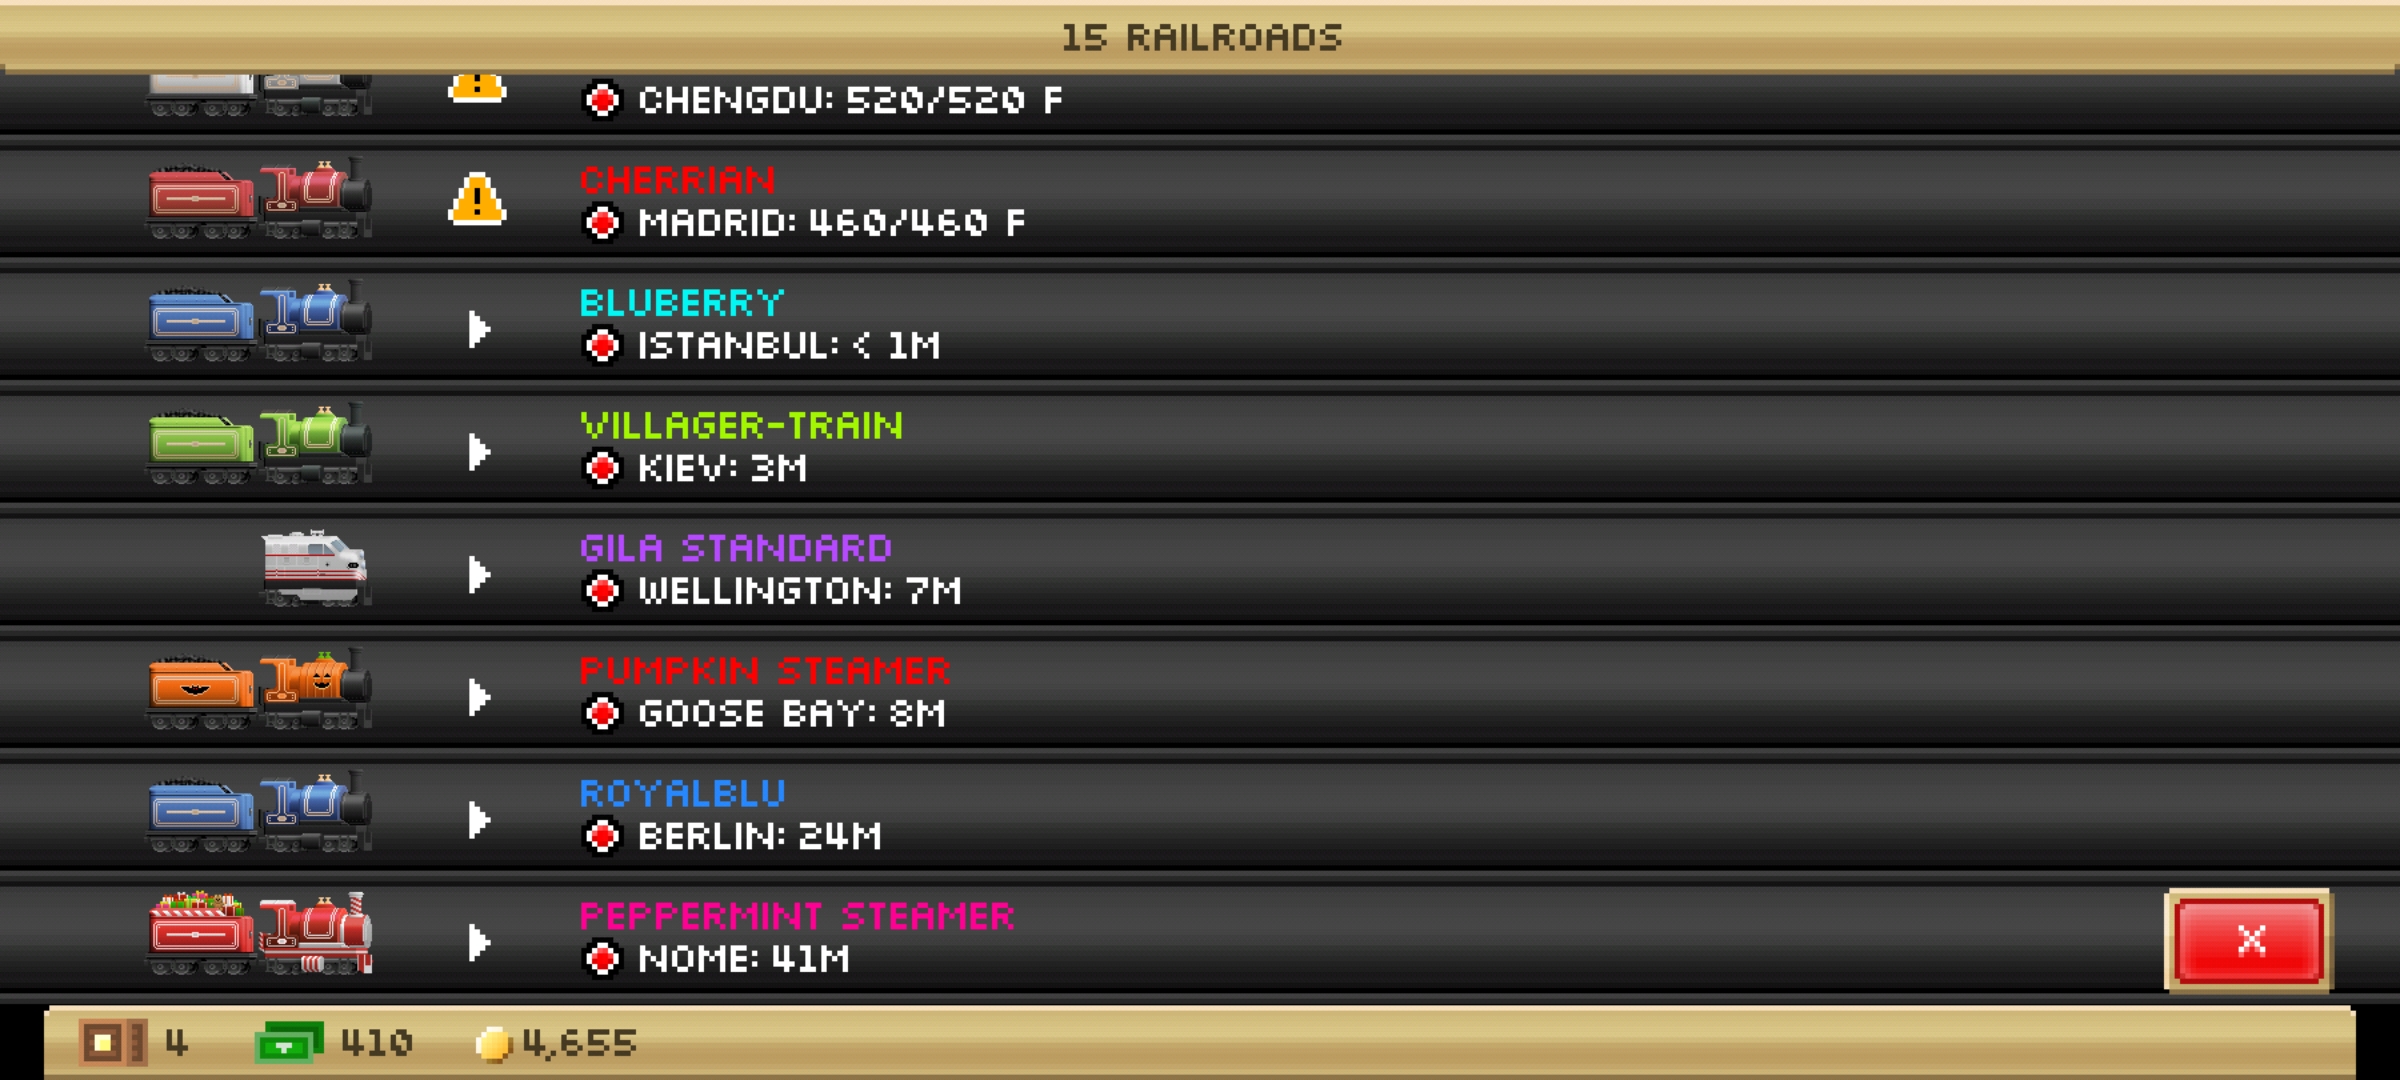 15 RAILROADS
CHENGDU: 520/520 F
CHERRIAN
MADRID: 460/460 F
BLUBERRY
ISTANBUL: < 1M
VILLAGER-TRAIN
KIEV: 3M
GILA STANDARD
WELLINGTON: 7M
PUMPKIN STEAMER
GOOSE BAY: 8M
ROYALBLU
BERLIN: 24M
PEPPERMINT STEAMER
NOME: 41M
X
4 410 4,655